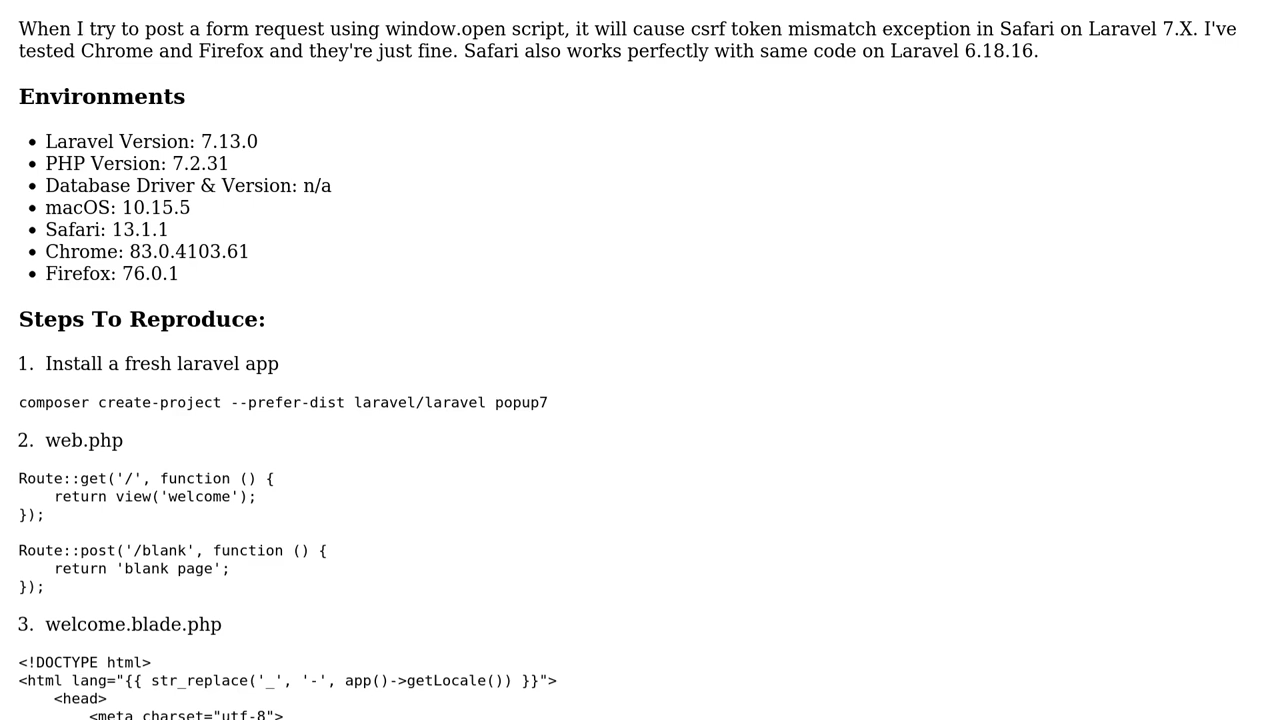 When I try to post a form request using window.open script, it will cause csrf token mismatch exception in Safari on Laravel 7.X. I've
tested Chrome and Firefox and they're just fine. Safari also works perfectly with same code on Laravel 6.18.16.
Environments
• Laravel Version: 7.13.0
• PHP Version: 7.2.31
• Database Driver & Version: n/a
• macOS: 10.15.5
• Safari: 13.1.1
• Chrome: 83.0.4103.61
• Firefox: 76.0.1
Steps To Reproduce:
1. Install a fresh laravel app
composer create-project --prefer-dist laravel/laravel popup7
2. web.php
Route::get('/', function () {
    return view('welcome');
});
Route::post('/blank', function () {
    return 'blank page';
});
3. welcome.blade.php
<!DOCTYPE html>
<html lang="{{ str_replace('_', '-', app()->getLocale()) }}">
    <head>
        <meta charset="utf-8">